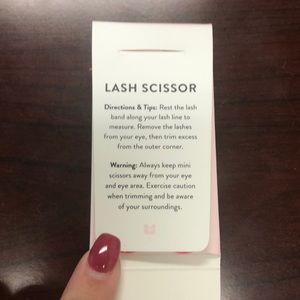 LASH SCISSOR
Directions & Tips: Rest the lash
band along your lash line to
measure. Remove the lashes
from your eye, then trim excess
from the outer corner.
Warning: Always keep mini
scissors away from your eye
and eye area. Exercise caution
when trimming and be aware
of your surroundings.